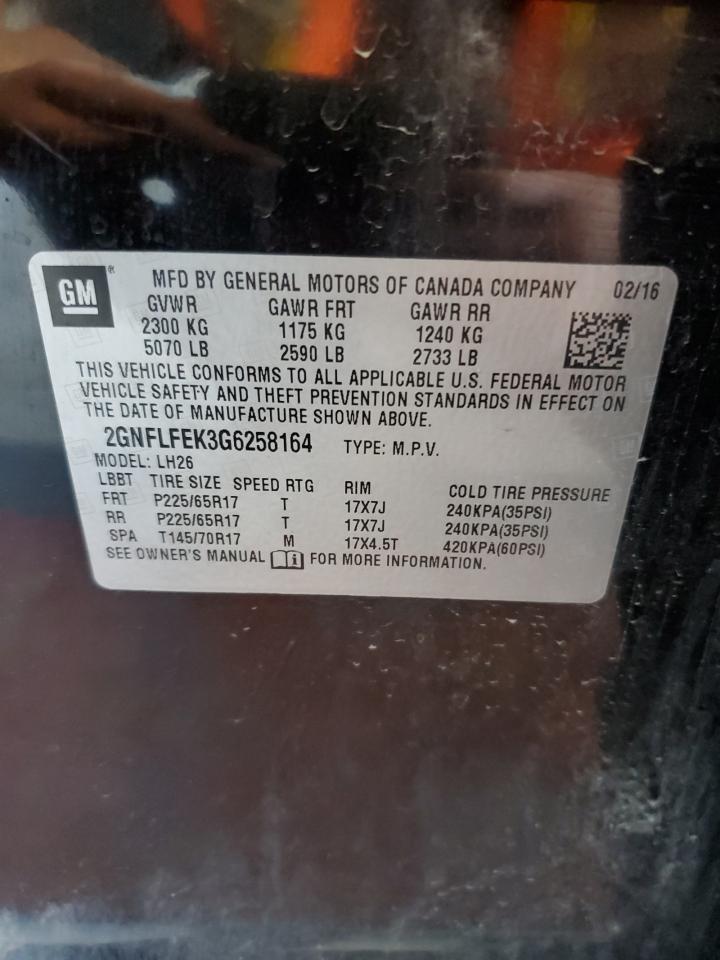 GM® MFD BY GENERAL MOTORS OF CANADA COMPANY 02/16
GVWR GAWR FRT GAWR RR
2300 KG 1175 KG 1240 KG
5070 LB 2590 LB 2733 LB
THIS VEHICLE CONFORMS TO ALL APPLICABLE U.S. FEDERAL MOTOR
VEHICLE SAFETY AND THEFT PREVENTION STANDARDS IN EFFECT ON
THE DATE OF MANUFACTURE SHOWN ABOVE.
2GNFLFEK3G6258164 TYPE: M.P.V.
MODEL: LH26
LBBT TIRE SIZE SPEED RTG RIM COLD TIRE PRESSURE
FRT P225/65R17 T 17X7J 240KPA(35PSI)
RR P225/65R17 T 17X7J 240KPA(35PSI)
SPA T145/70R17 M 17X4.5T 420KPA(60PSI)
SEE OWNER'S MANUAL FOR MORE INFORMATION.